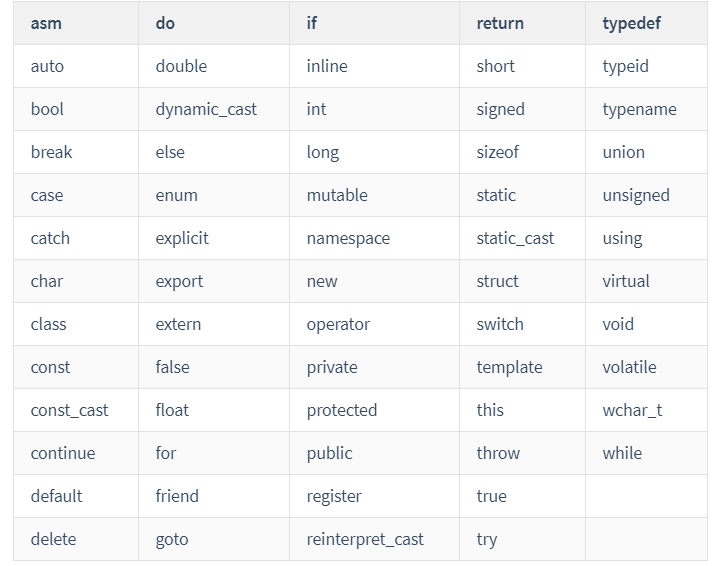 asm do if return typedef
auto double inline short typeid
bool dynamic_cast int signed typename
break else long sizeof union
case enum mutable static unsigned
catch explicit namespace static_cast using
char export new struct virtual
class extern operator switch void
const false private template volatile
const_cast float protected this wchar_t
continue for public throw while
default friend register true
delete goto reinterpret_cast try